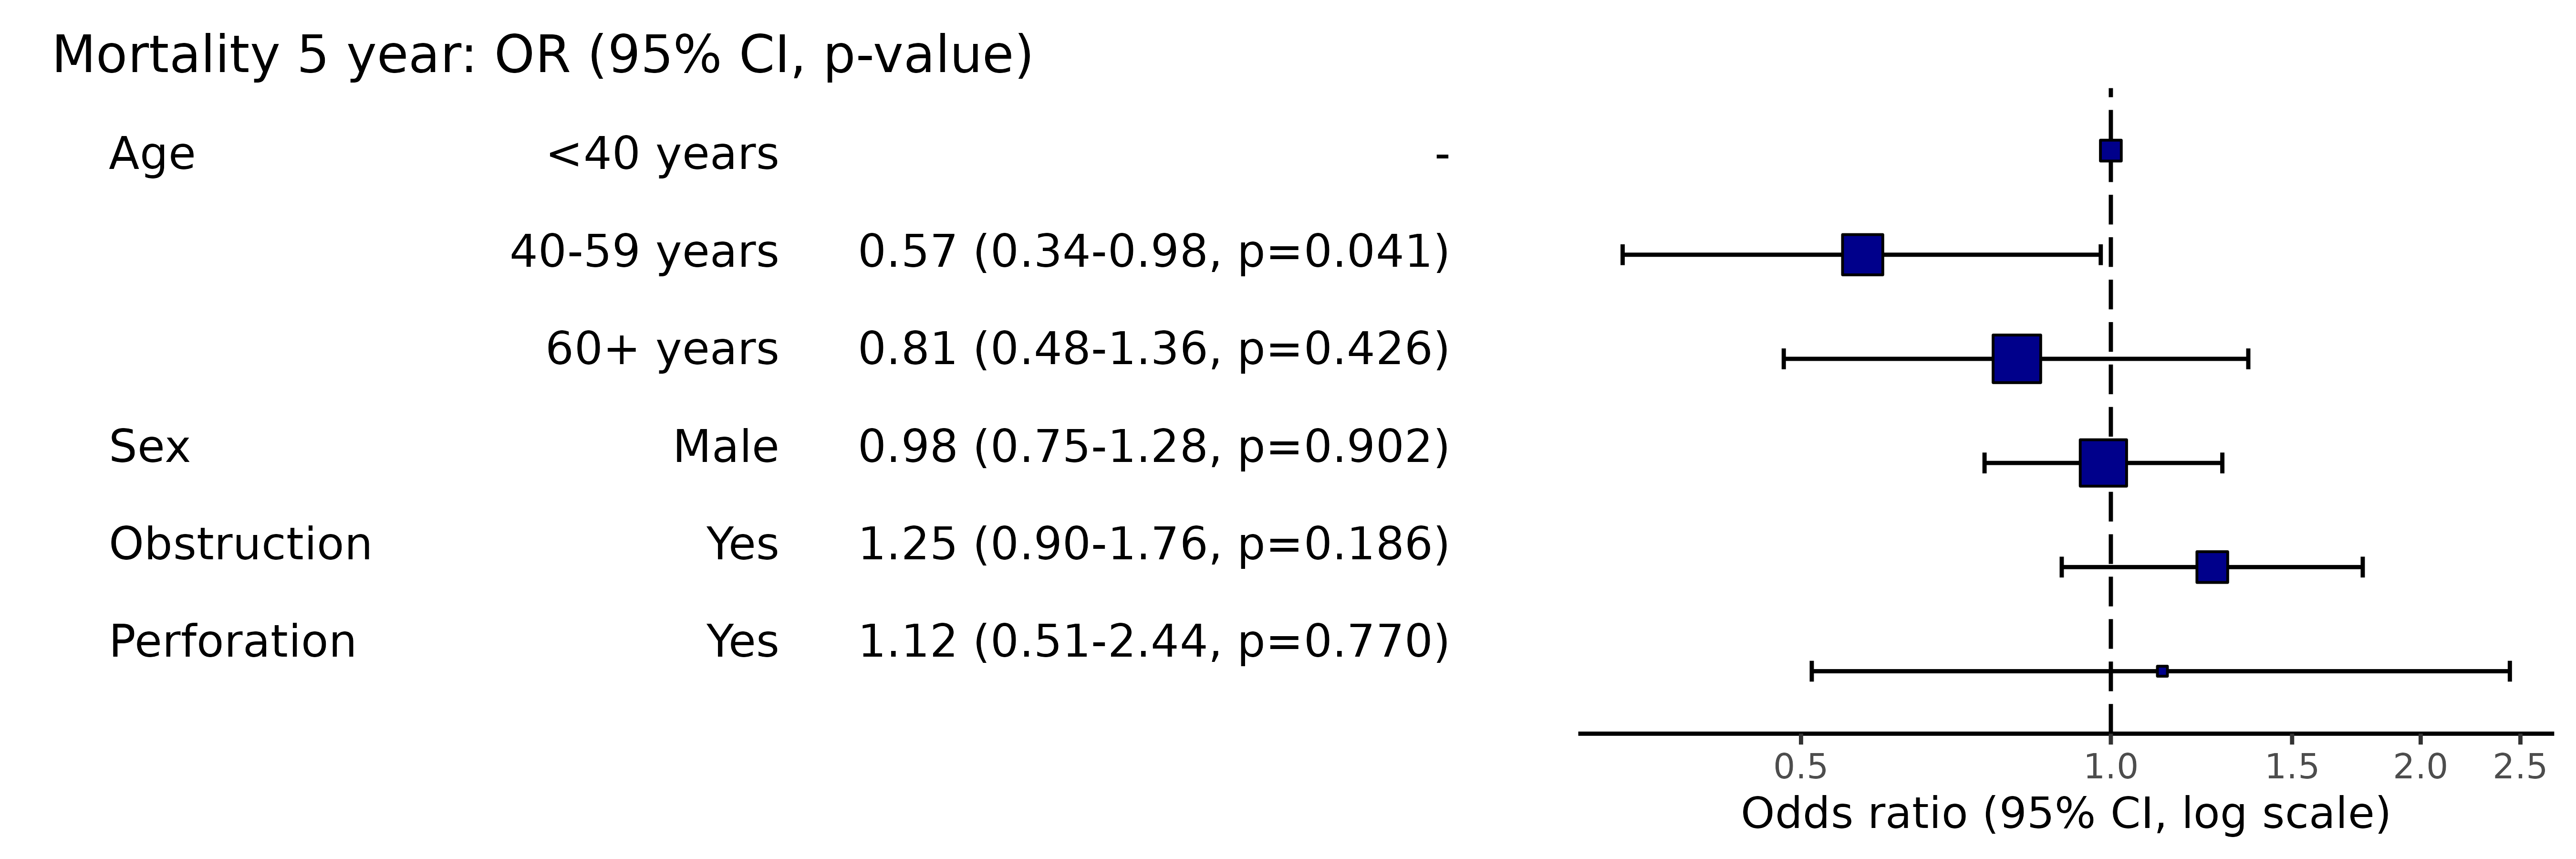 Mortality 5 year: OR (95% CI, p-value)
Age <40 years -
40-59 years 0.57 (0.34-0.98, p=0.041)
60+ years 0.81 (0.48-1.36, p=0.426)
Sex Male 0.98 (0.75-1.28, p=0.902)
Obstruction Yes 1.25 (0.90-1.76, p=0.186)
Perforation Yes 1.12 (0.51-2.44, p=0.770)
0.5 1.0 1.5 2.0 2.5
Odds ratio (95% CI, log scale)